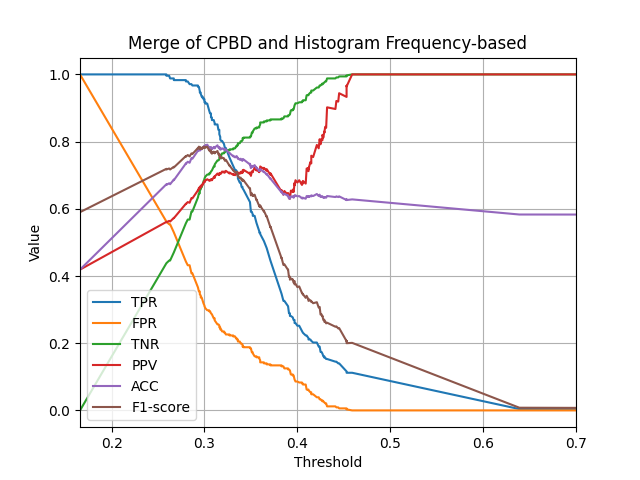 Merge of CPBD and Histogram Frequency-based
1.0
0.8
0.6
0.4
0.2
0.0
Value
TPR
FPR
TNR
PPV
ACC
F1-score
0.2 0.3 0.4 0.5 0.6 0.7
Threshold